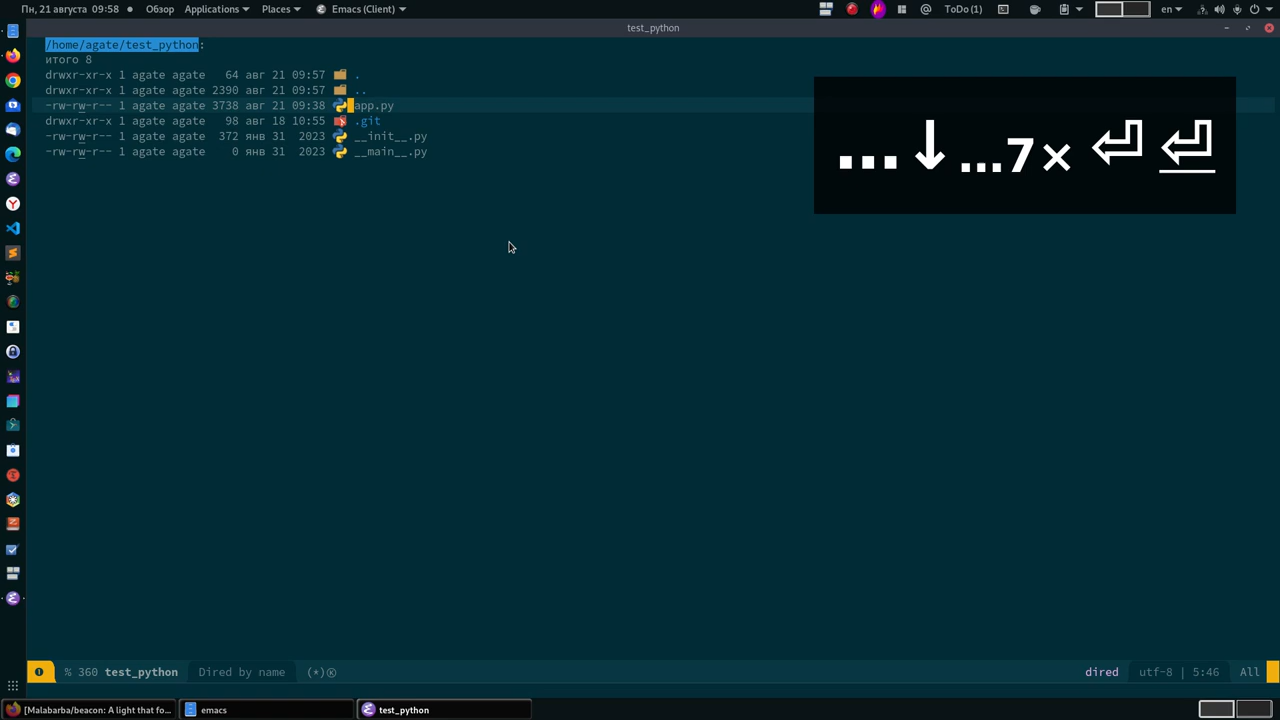 Пн, 21 августа 09:58 Обзор Applications Places Emacs (Client) ToDo (1) en
test_python
/home/agate/test_python:
итого 8
drwxr-xr-x 1 agate agate 64 авг 21 09:57 .
drwxr-xr-x 1 agate agate 2390 авг 21 09:57 ..
-rw-rw-r-- 1 agate agate 3738 авг 21 09:38 app.py
drwxr-xr-x 1 agate agate 98 авг 18 10:55 .git
-rw-rw-r-- 1 agate agate 372 янв 31 2023 __init__.py
-rw-rw-r-- 1 agate agate 0 янв 31 2023 __main__.py
...↓...7× ⏎ ⏎
% 360 test_python Dired by name (*)Ⓚ dired utf-8 | 5:46 All
[Malabarba/beacon: A light that fo... emacs test_python